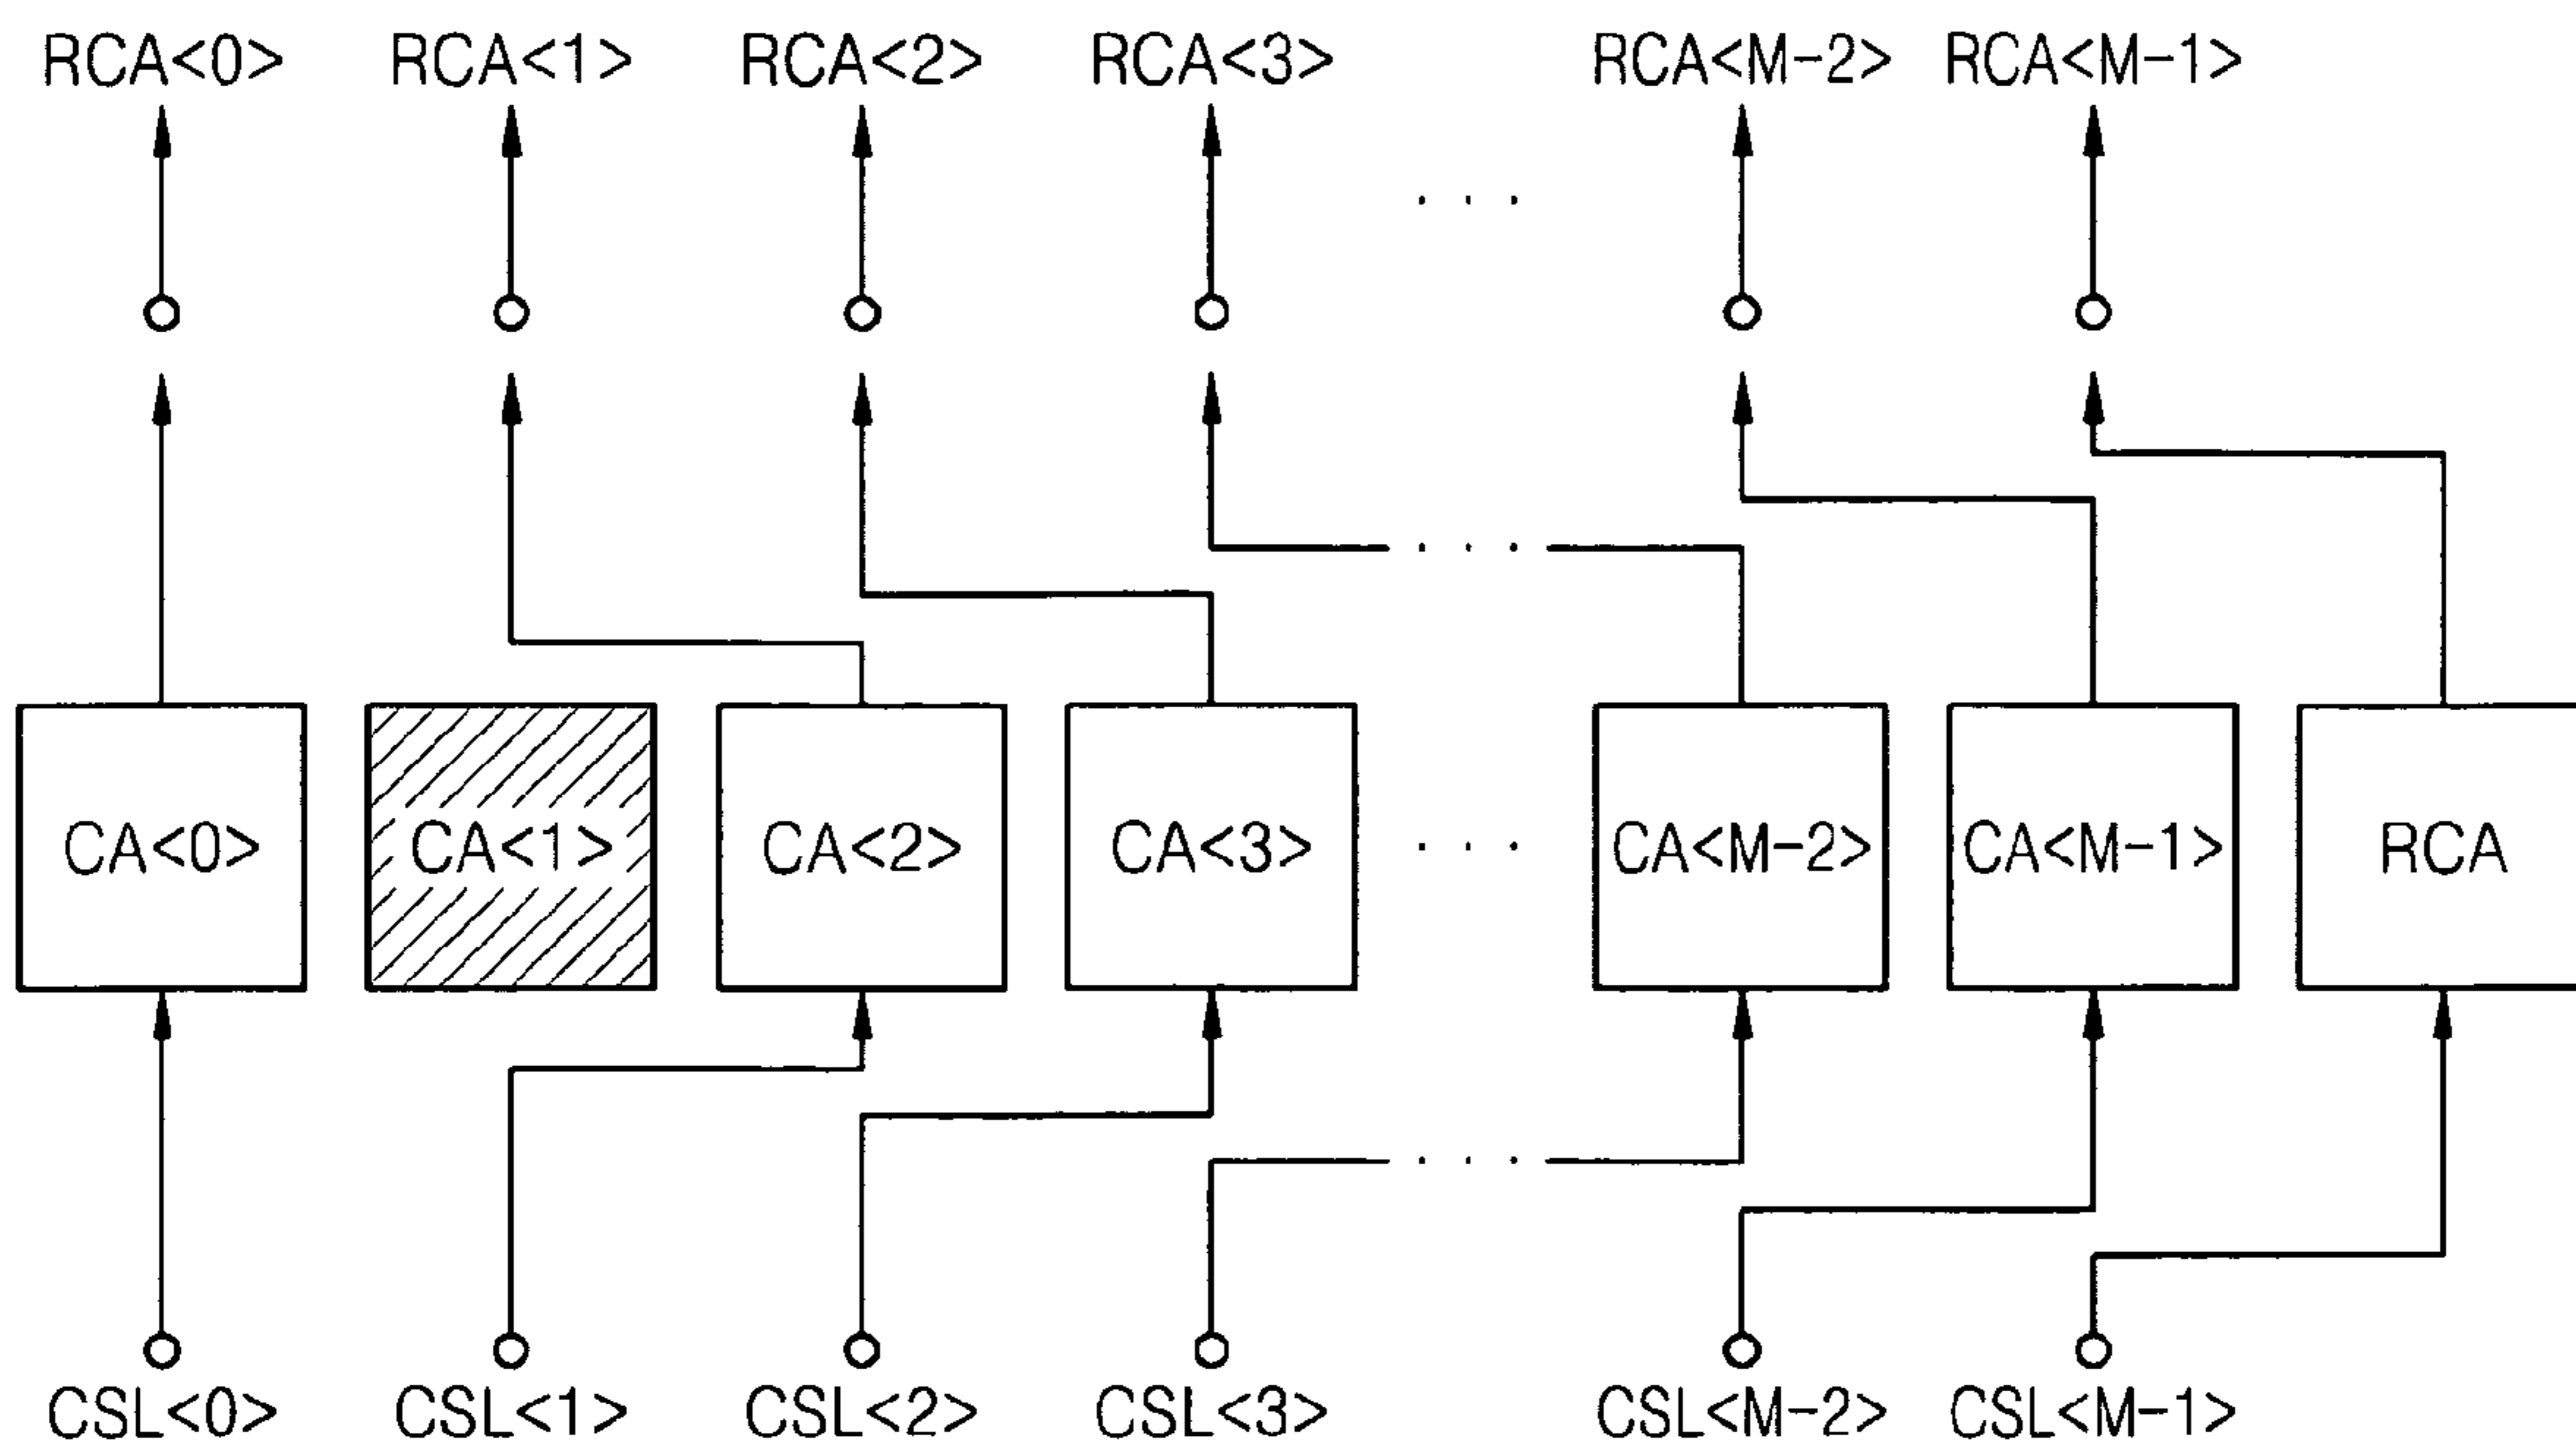 RCA<0> RCA<1> RCA<2> RCA<3> RCA<M-2> RCA<M-1>
. . .
. . .
CA<0> CA<1> CA<2> CA<3> . . . CA<M-2> CA<M-1> RCA
. . .
CSL<0> CSL<1> CSL<2> CSL<3> CSL<M-2> CSL<M-1>